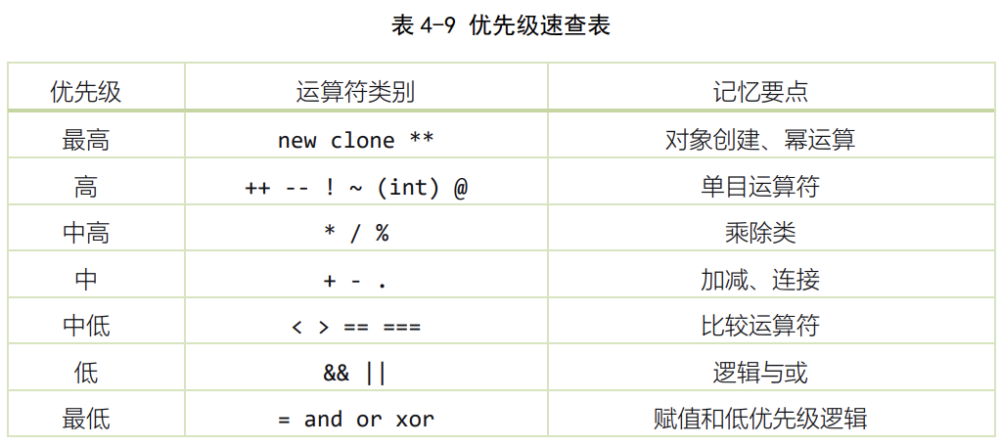 表 4-9 优先级速查表
优先级 运算符类别 记忆要点
最高 new clone ** 对象创建、幂运算
高 ++ -- ! ~ (int) @ 单目运算符
中高 * / % 乘除类
中 + - . 加减、连接
中低 < > == === 比较运算符
低 && || 逻辑与或
最低 = and or xor 赋值和低优先级逻辑